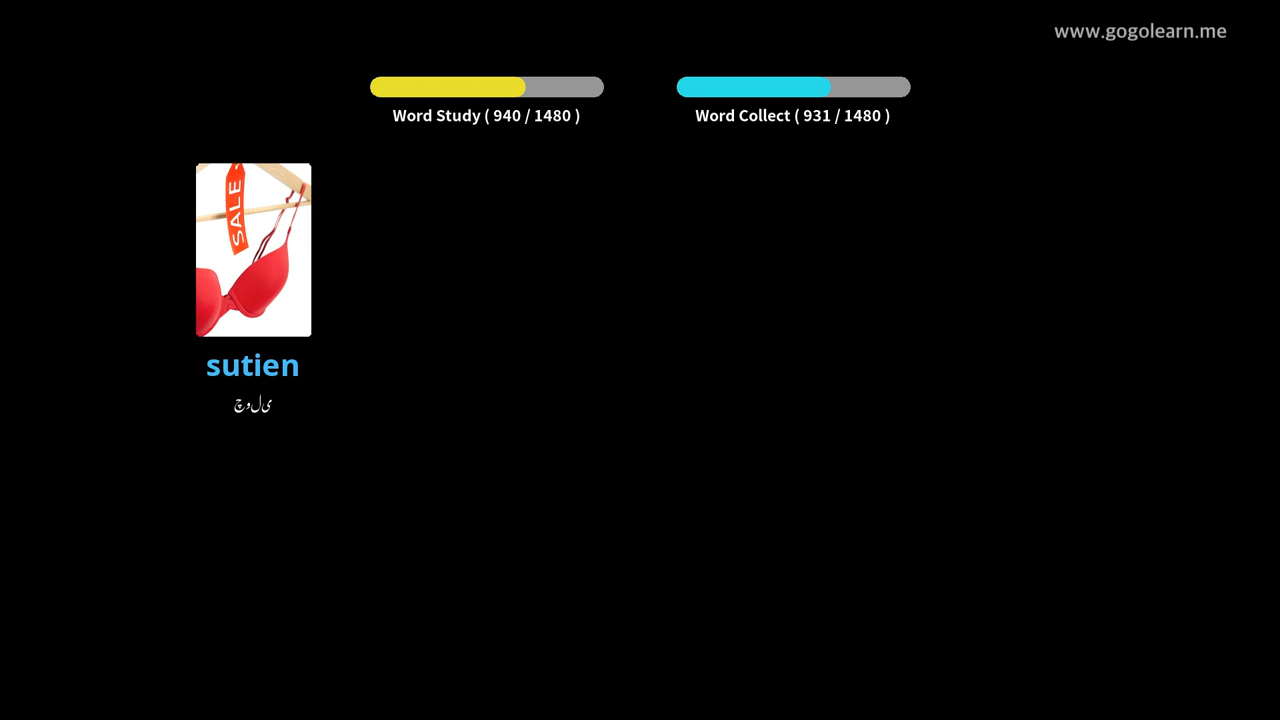 www.gogolearn.me
Word Study ( 940 / 1480 )
Word Collect ( 931 / 1480 )
SALE
sutien
چولی